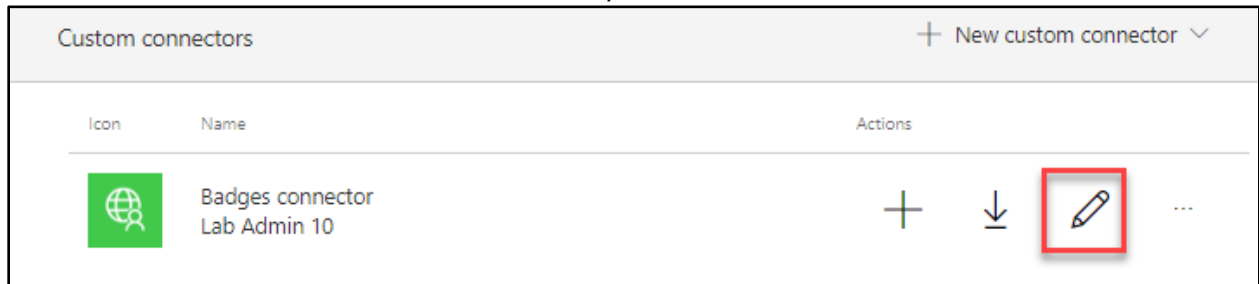 Custom connectors
New custom connector
Icon Name Actions
Badges connector
Lab Admin 10